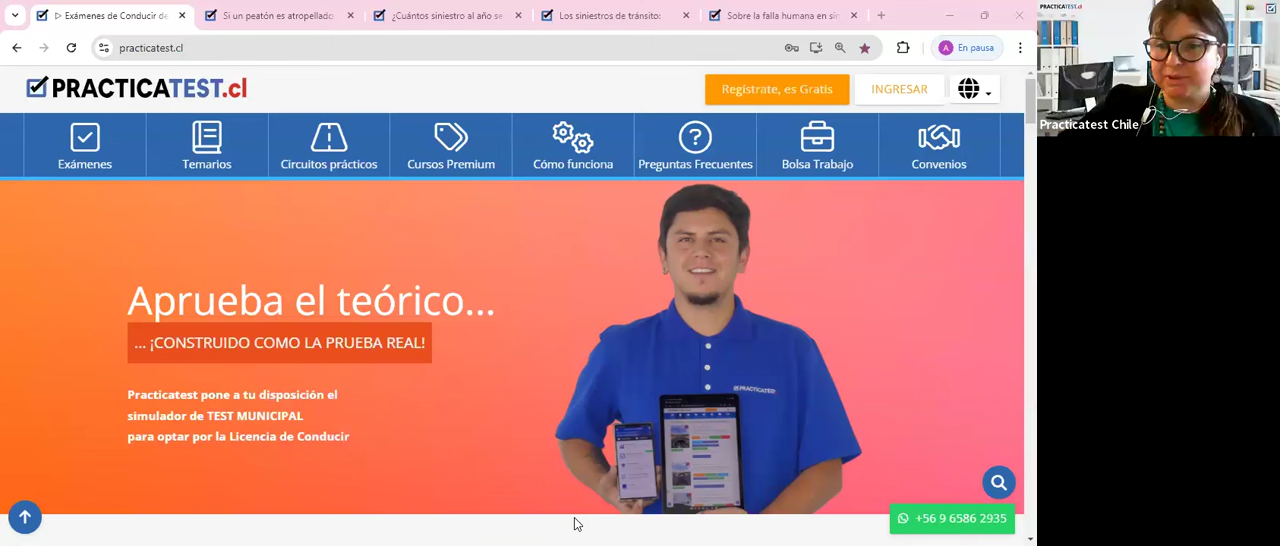 Exámenes de Conducir de
Si un peatón es atropellado
¿Cuántos siniestro al año se
Los siniestros de tránsito:
Sobre la falla humana en sin
practicatest.cl
A
En pausa
PRACTICATEST.cl
Regístrate, es Gratis
INGRESAR
Exámenes
Temarios
Circuitos prácticos
Cursos Premium
Cómo funciona
Preguntas Frecuentes
Bolsa Trabajo
Convenios
Aprueba el teórico...
... ¡CONSTRUIDO COMO LA PRUEBA REAL!
Practicatest pone a tu disposición el
simulador de TEST MUNICIPAL
para optar por la Licencia de Conducir
PRACTICATEST
+56 9 6586 2935
PRACTICATEST.cl
Practicatest Chile